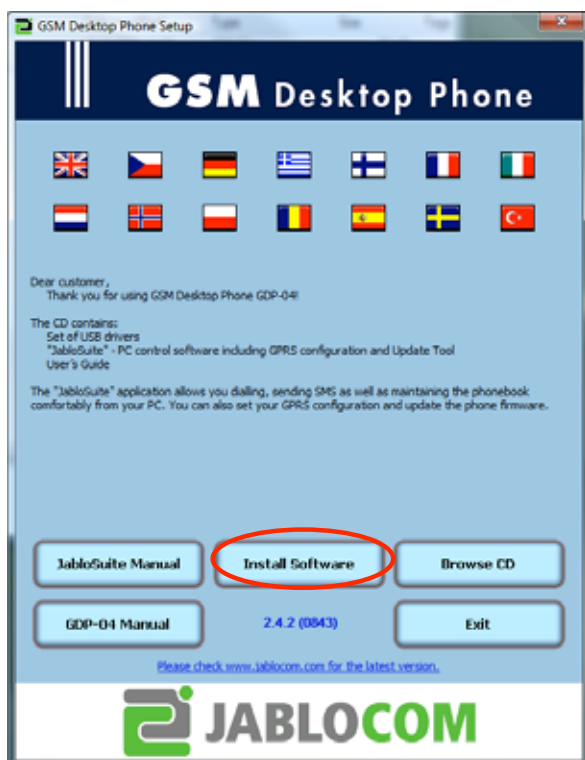 GSM Desktop Phone Setup
GSM Desktop Phone
Dear customer,
Thank you for using GSM Desktop Phone GDP-04!
The CD contains:
Set of USB drivers
"JabloSuite" - PC control software including GPRS configuration and Update Tool
User's Guide
The "JabloSuite" application allows you dialling, sending SMS as well as maintaining the phonebook
comfortably from your PC. You can also set your GPRS configuration and update the phone firmware.
JabloSuite Manual
Install Software
Browse CD
GDP-04 Manual
2.4.2 (0843)
Exit
Please check www.jablocom.com for the latest version.
JABLOCOM